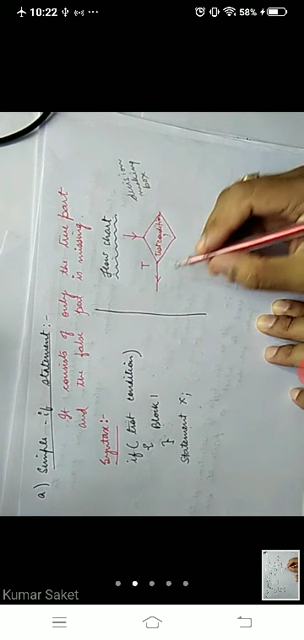 10:22
58%
a) Simple-if statement:-
It consists of only the true part
and the false part is missing.
Syntax:-
if ( test condition)
{
Block 1
}
Statement x;
Flow chart
T
Test condition
?
making
box
Kumar Saket